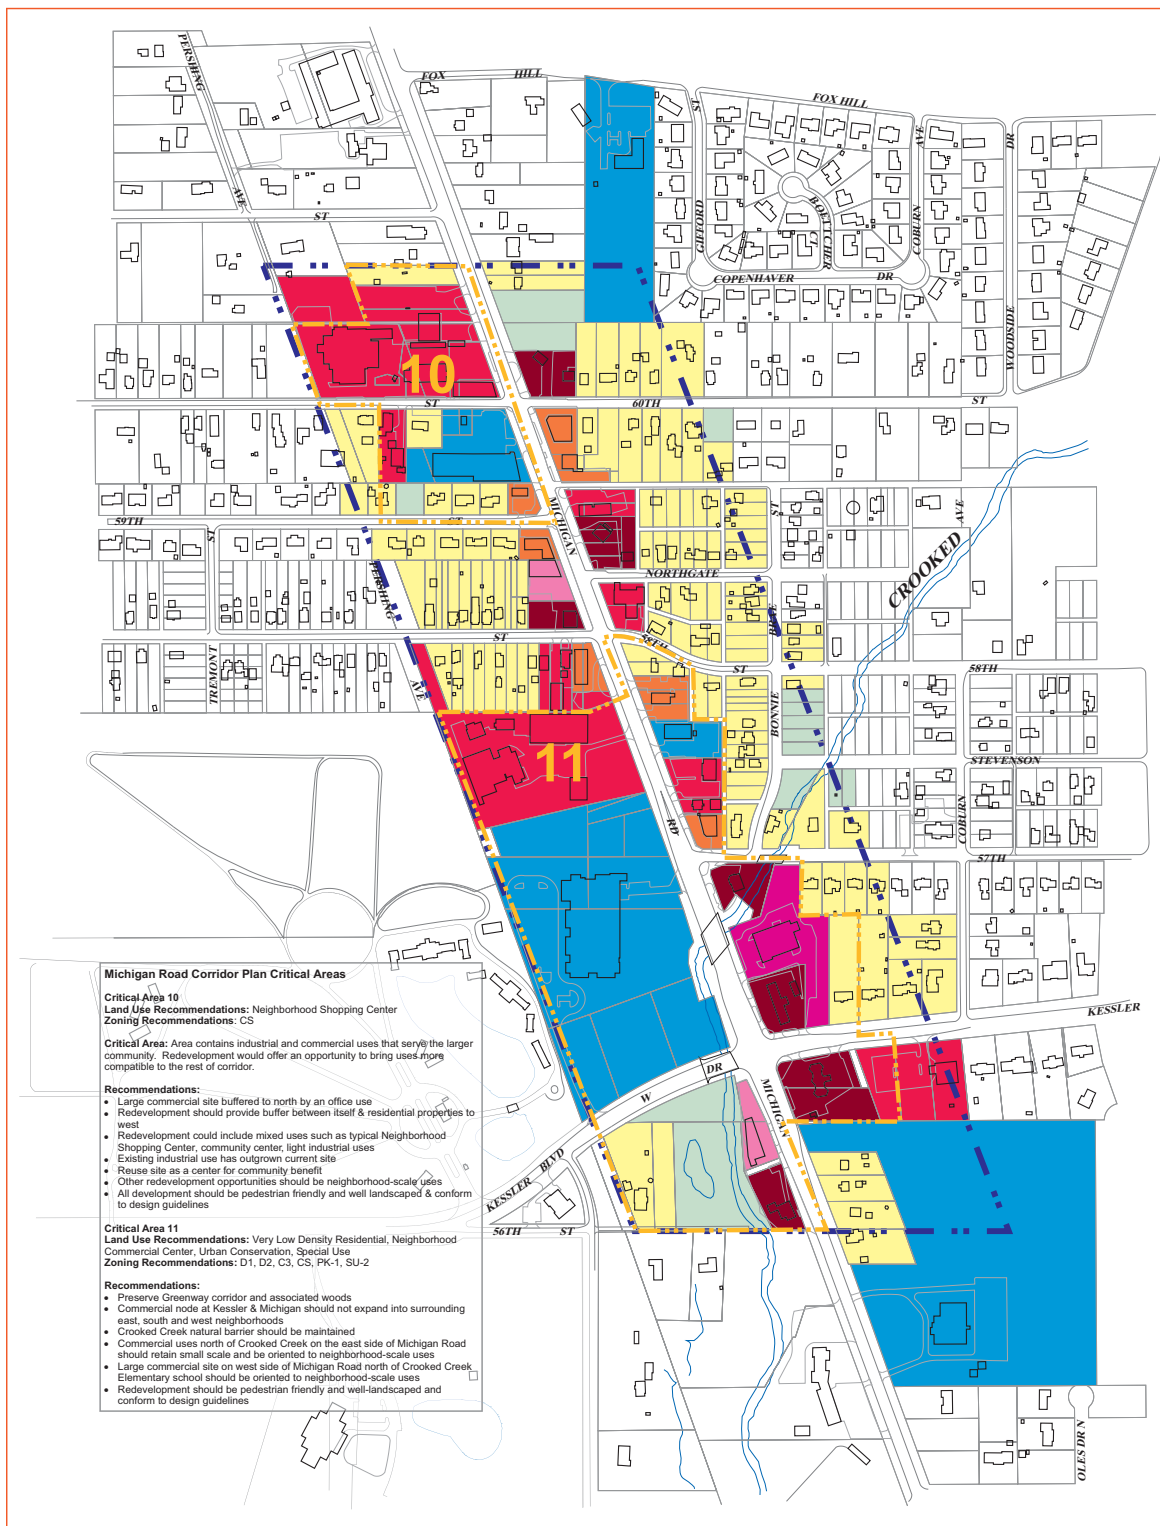 PERSHING
FOX
HILL
FOX HILL
ST
AVE
DR
AVE
ST
GIFFORD
BOETTCHER
CT
COBURN
COPENHAVER
DR
WOODSIDE
10
ST
60TH
ST
MICHIGAN
ST
AVE
59TH
ST
ST
CROOKED
NORTHGATE
PERSHING
BRAE
ST
58TH
ST
58TH
TREMONT
AVE
BONNIE
11
STEVENSON
RD
COBURN
57TH
Michigan Road Corridor Plan Critical Areas
Critical Area 10
Land Use Recommendations: Neighborhood Shopping Center
Zoning Recommendations: CS
Critical Area: Area contains industrial and commercial uses that serve the larger
community. Redevelopment would offer an opportunity to bring uses more
compatible to the rest of corridor.
Recommendations:
• Large commercial site buffered to north by an office use
• Redevelopment should provide buffer between itself & residential properties to
west
• Redevelopment could include mixed uses such as typical Neighborhood
Shopping Center, community center, light industrial uses
• Existing industrial use has outgrown current site
• Reuse site as a center for community benefit
• Other redevelopment opportunities should be neighborhood-scale uses
• All development should be pedestrian friendly and well landscaped & conform
to design guidelines
Critical Area 11
Land Use Recommendations: Very Low Density Residential, Neighborhood
Commercial Center, Urban Conservation, Special Use
Zoning Recommendations: D1, D2, C3, CS, PK-1, SU-2
Recommendations:
• Preserve Greenway corridor and associated woods
• Commercial node at Kessler & Michigan should not expand into surrounding
east, south and west neighborhoods
• Crooked Creek natural barrier should be maintained
• Commercial uses north of Crooked Creek on the east side of Michigan Road
should retain small scale and be oriented to neighborhood-scale uses
• Large commercial site on west side of Michigan Road north of Crooked Creek
Elementary school should be oriented to neighborhood-scale uses
• Redevelopment should be pedestrian friendly and well-landscaped and
conform to design guidelines
KESSLER
DR
W
MICHIGAN
BLVD
KESSLER
56TH
ST
OLES DR N